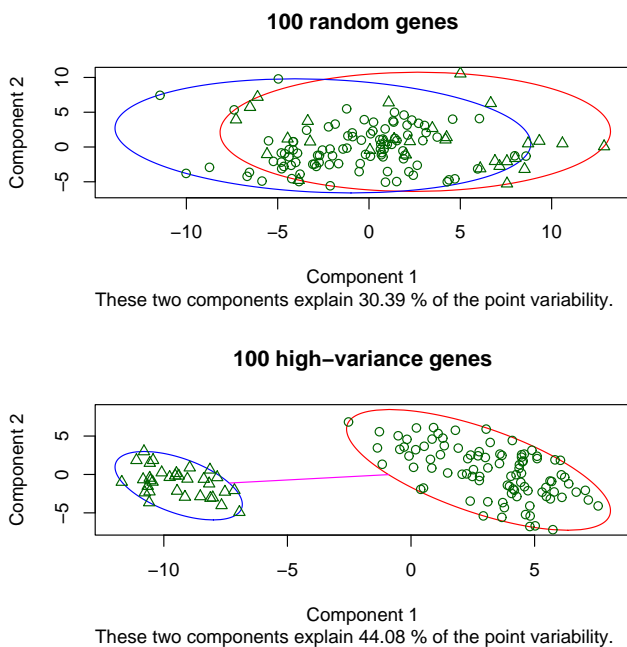 100 random genes
Component 2
10
5
0
−5
−10
−5
0
5
10
Component 1
These two components explain 30.39 % of the point variability.
100 high−variance genes
Component 2
5
0
−5
−10
−5
0
5
Component 1
These two components explain 44.08 % of the point variability.